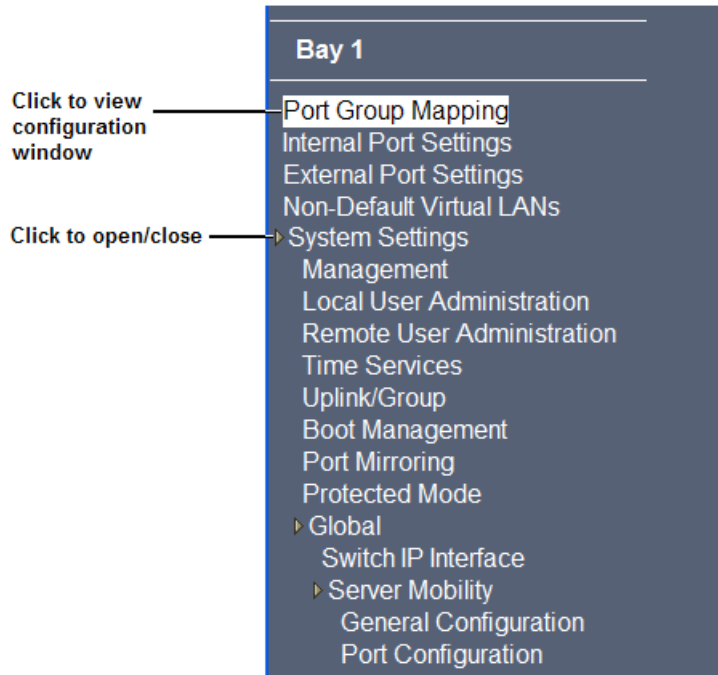 Bay 1
Click to view
configuration
window
Port Group Mapping
Internal Port Settings
External Port Settings
Non-Default Virtual LANs
Click to open/close
System Settings
Management
Local User Administration
Remote User Administration
Time Services
Uplink/Group
Boot Management
Port Mirroring
Protected Mode
Global
Switch IP Interface
Server Mobility
General Configuration
Port Configuration